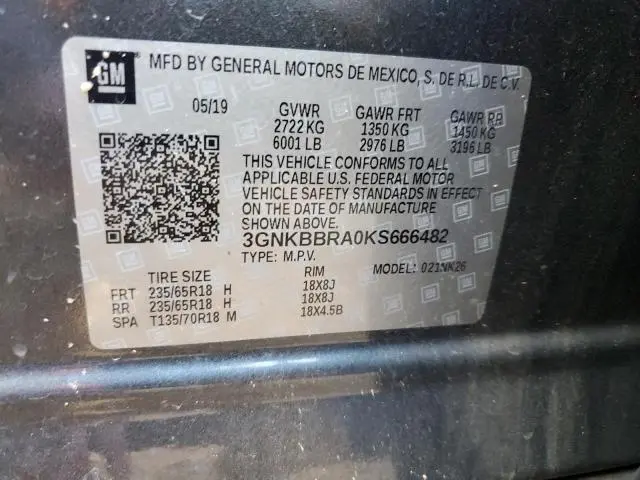 GM
MFD BY GENERAL MOTORS DE MEXICO, S. DE R.L. DE C.V.
05/19 GVWR GAWR FRT GAWR RR
2722 KG 1350 KG 1450 KG
6001 LB 2976 LB 3196 LB
THIS VEHICLE CONFORMS TO ALL
APPLICABLE U.S. FEDERAL MOTOR
VEHICLE SAFETY STANDARDS IN EFFECT
ON THE DATE OF MANUFACTURE
SHOWN ABOVE.
3GNKBBRA0KS666482
TYPE: M.P.V. MODEL: 021NK26
TIRE SIZE RIM
FRT 235/65R18 H 18X8J
RR 235/65R18 H 18X8J
SPA T135/70R18 M 18X4.5B